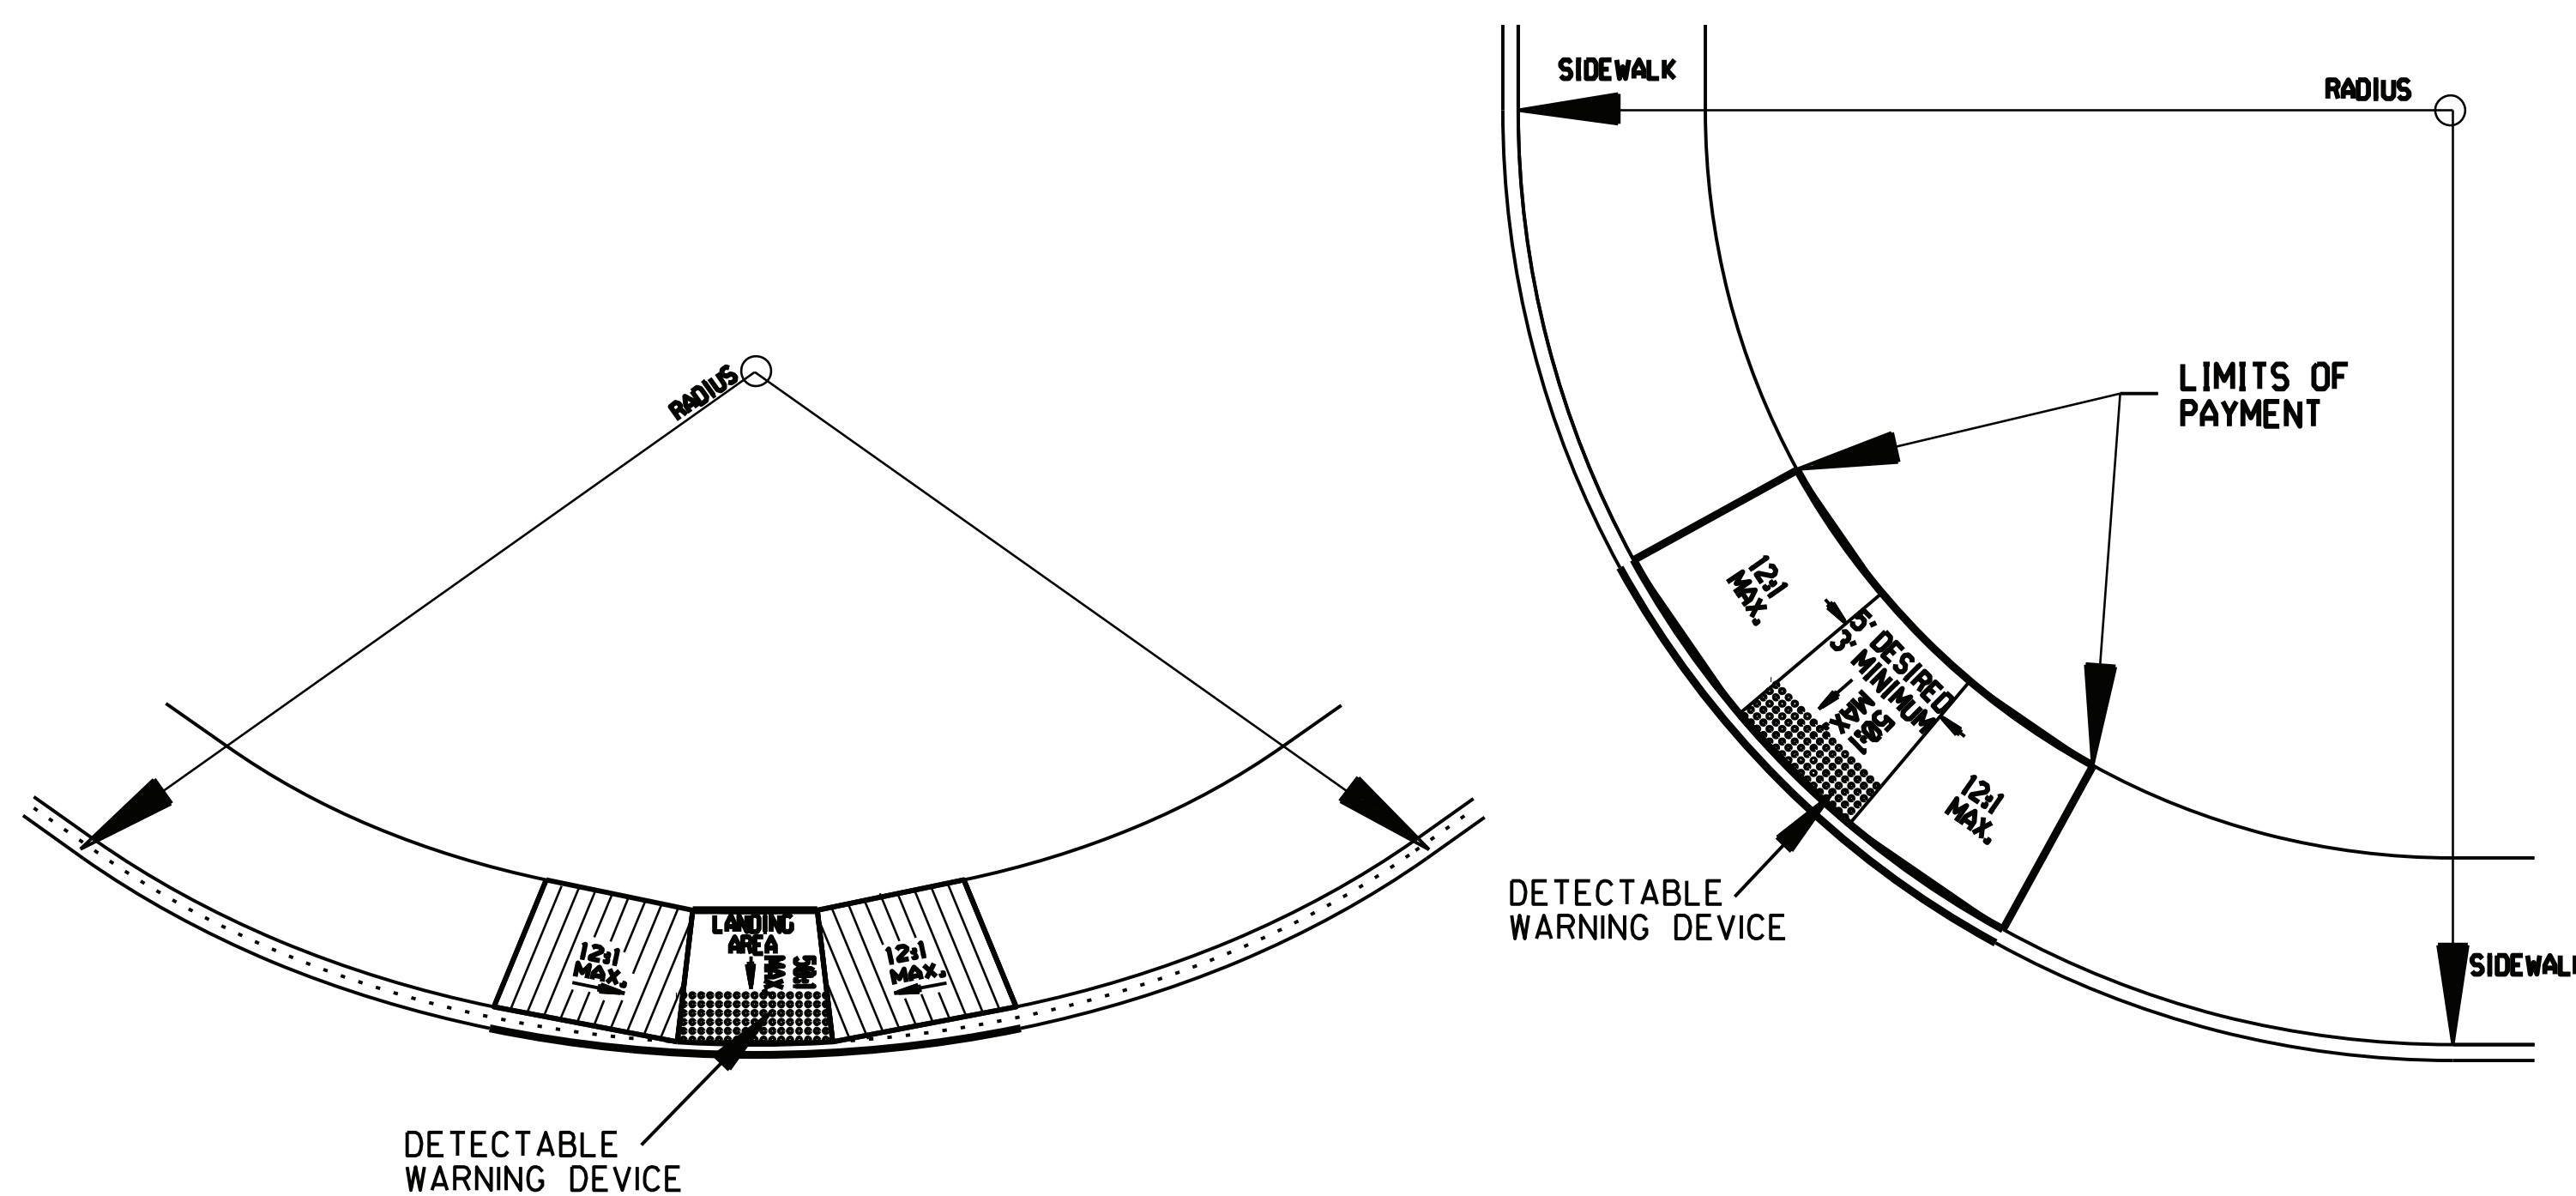 SIDEWALK
RADIUS
LIMITS OF
PAYMENT
RADIUS
12:1
MAX.
5' DESIRED
3' MINIMUM
50:1
MAX
12:1
MAX.
DETECTABLE
WARNING DEVICE
SIDEWALK
LANDING
AREA
50:1
MAX
12:1
MAX.
12:1
MAX.
DETECTABLE
WARNING DEVICE